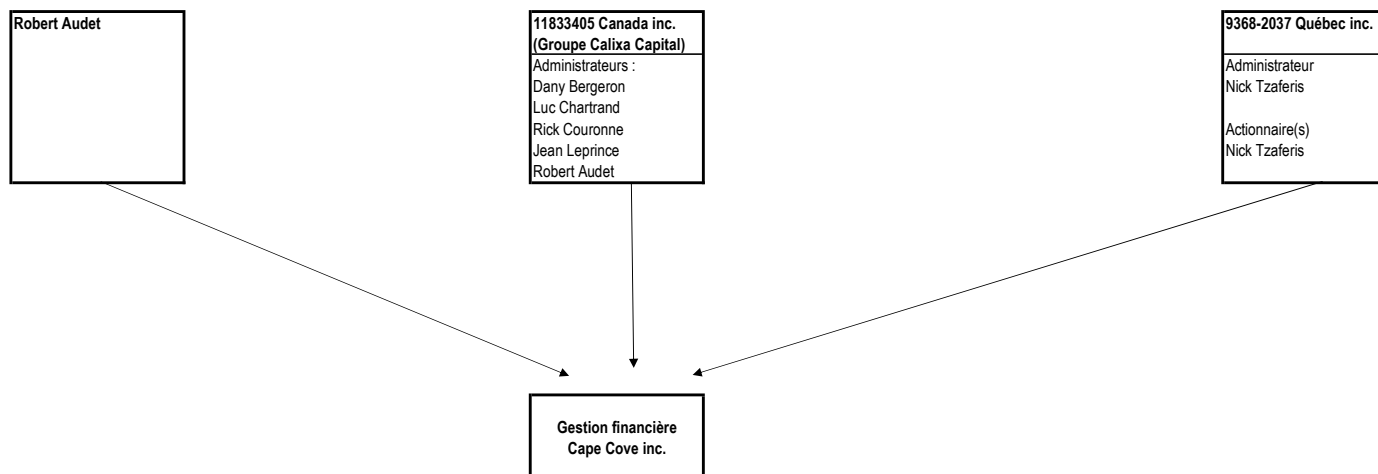 Robert Audet
11833405 Canada inc.
(Groupe Calixa Capital)
Administrateurs :
Dany Bergeron
Luc Chartrand
Rick Couronne
Jean Leprince
Robert Audet
9368-2037 Québec inc.
Administrateur
Nick Tzaferis
Actionnaire(s)
Nick Tzaferis
Gestion financière
Cape Cove inc.